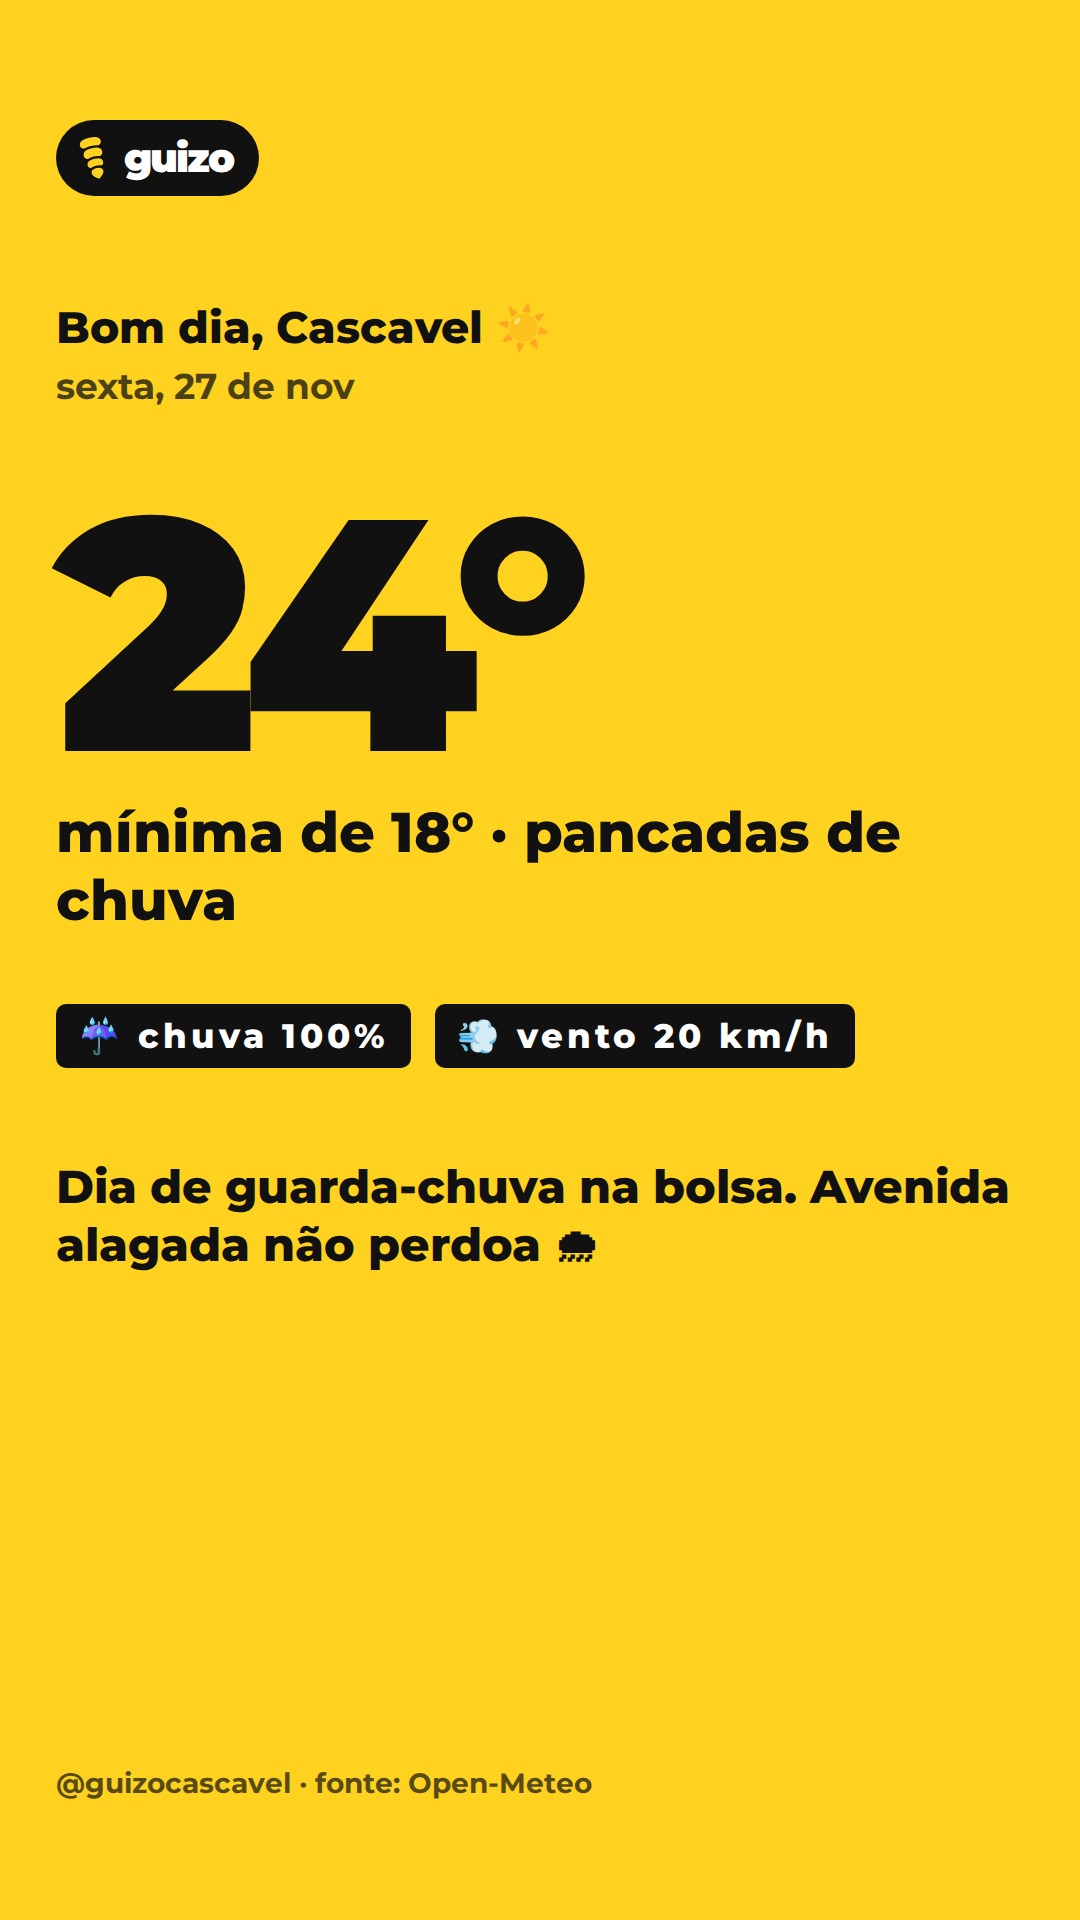 guizo
Bom dia, Cascavel ☀️
sexta, 27 de nov
24°
mínima de 18° · pancadas de
chuva
☔ chuva 100%
💨 vento 20 km/h
Dia de guarda-chuva na bolsa. Avenida
alagada não perdoa 🌧
@guizocascavel · fonte: Open-Meteo